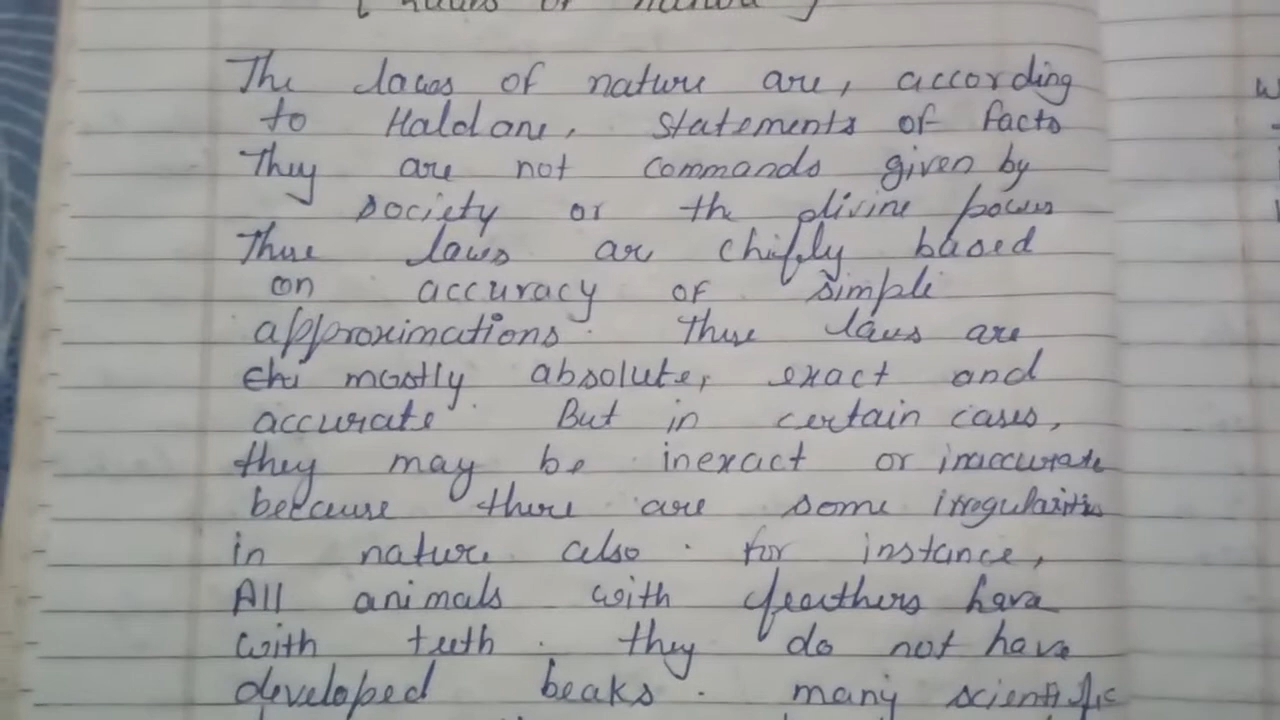 [ Laws of nature ]
The laws of nature are, according
to Haldane, statements of facts
They are not commands given by
society or the divine power
These laws are chiefly based
on accuracy of simple
approximations. These laws are
mostly absolute, exact and
accurate. But in certain cases,
they may be inexact or inaccurate
because there are some irregularities
in nature also. for instance,
All animals with feathers have
with teeth. they do not have
developed beaks. many scientific